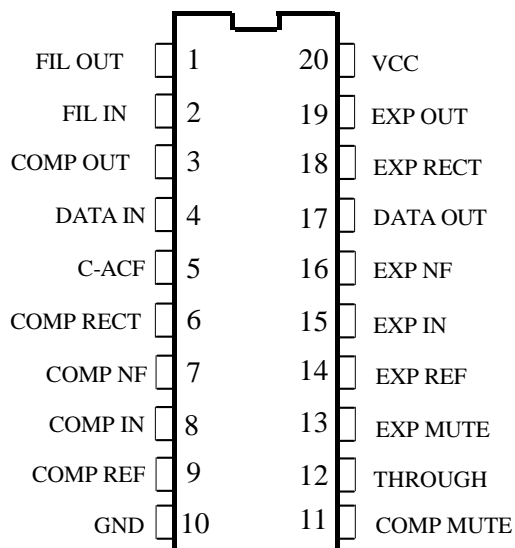 FIL OUT 1 20 VCC
FIL IN 2 19 EXP OUT
COMP OUT 3 18 EXP RECT
DATA IN 4 17 DATA OUT
C-ACF 5 16 EXP NF
COMP RECT 6 15 EXP IN
COMP NF 7 14 EXP REF
COMP IN 8 13 EXP MUTE
COMP REF 9 12 THROUGH
GND 10 11 COMP MUTE